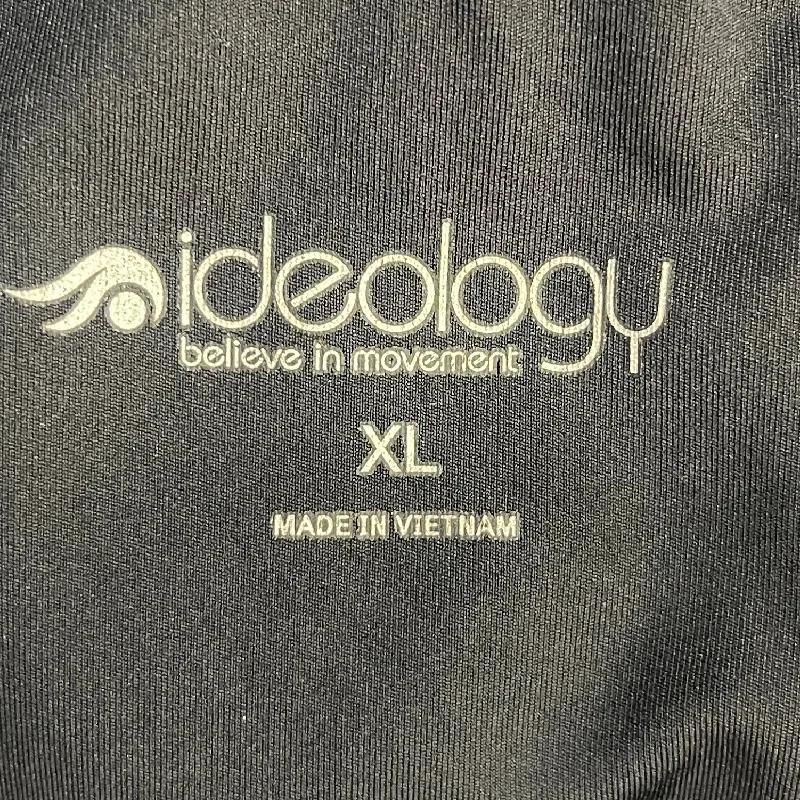 ideology
believe in movement
XL
MADE IN VIETNAM